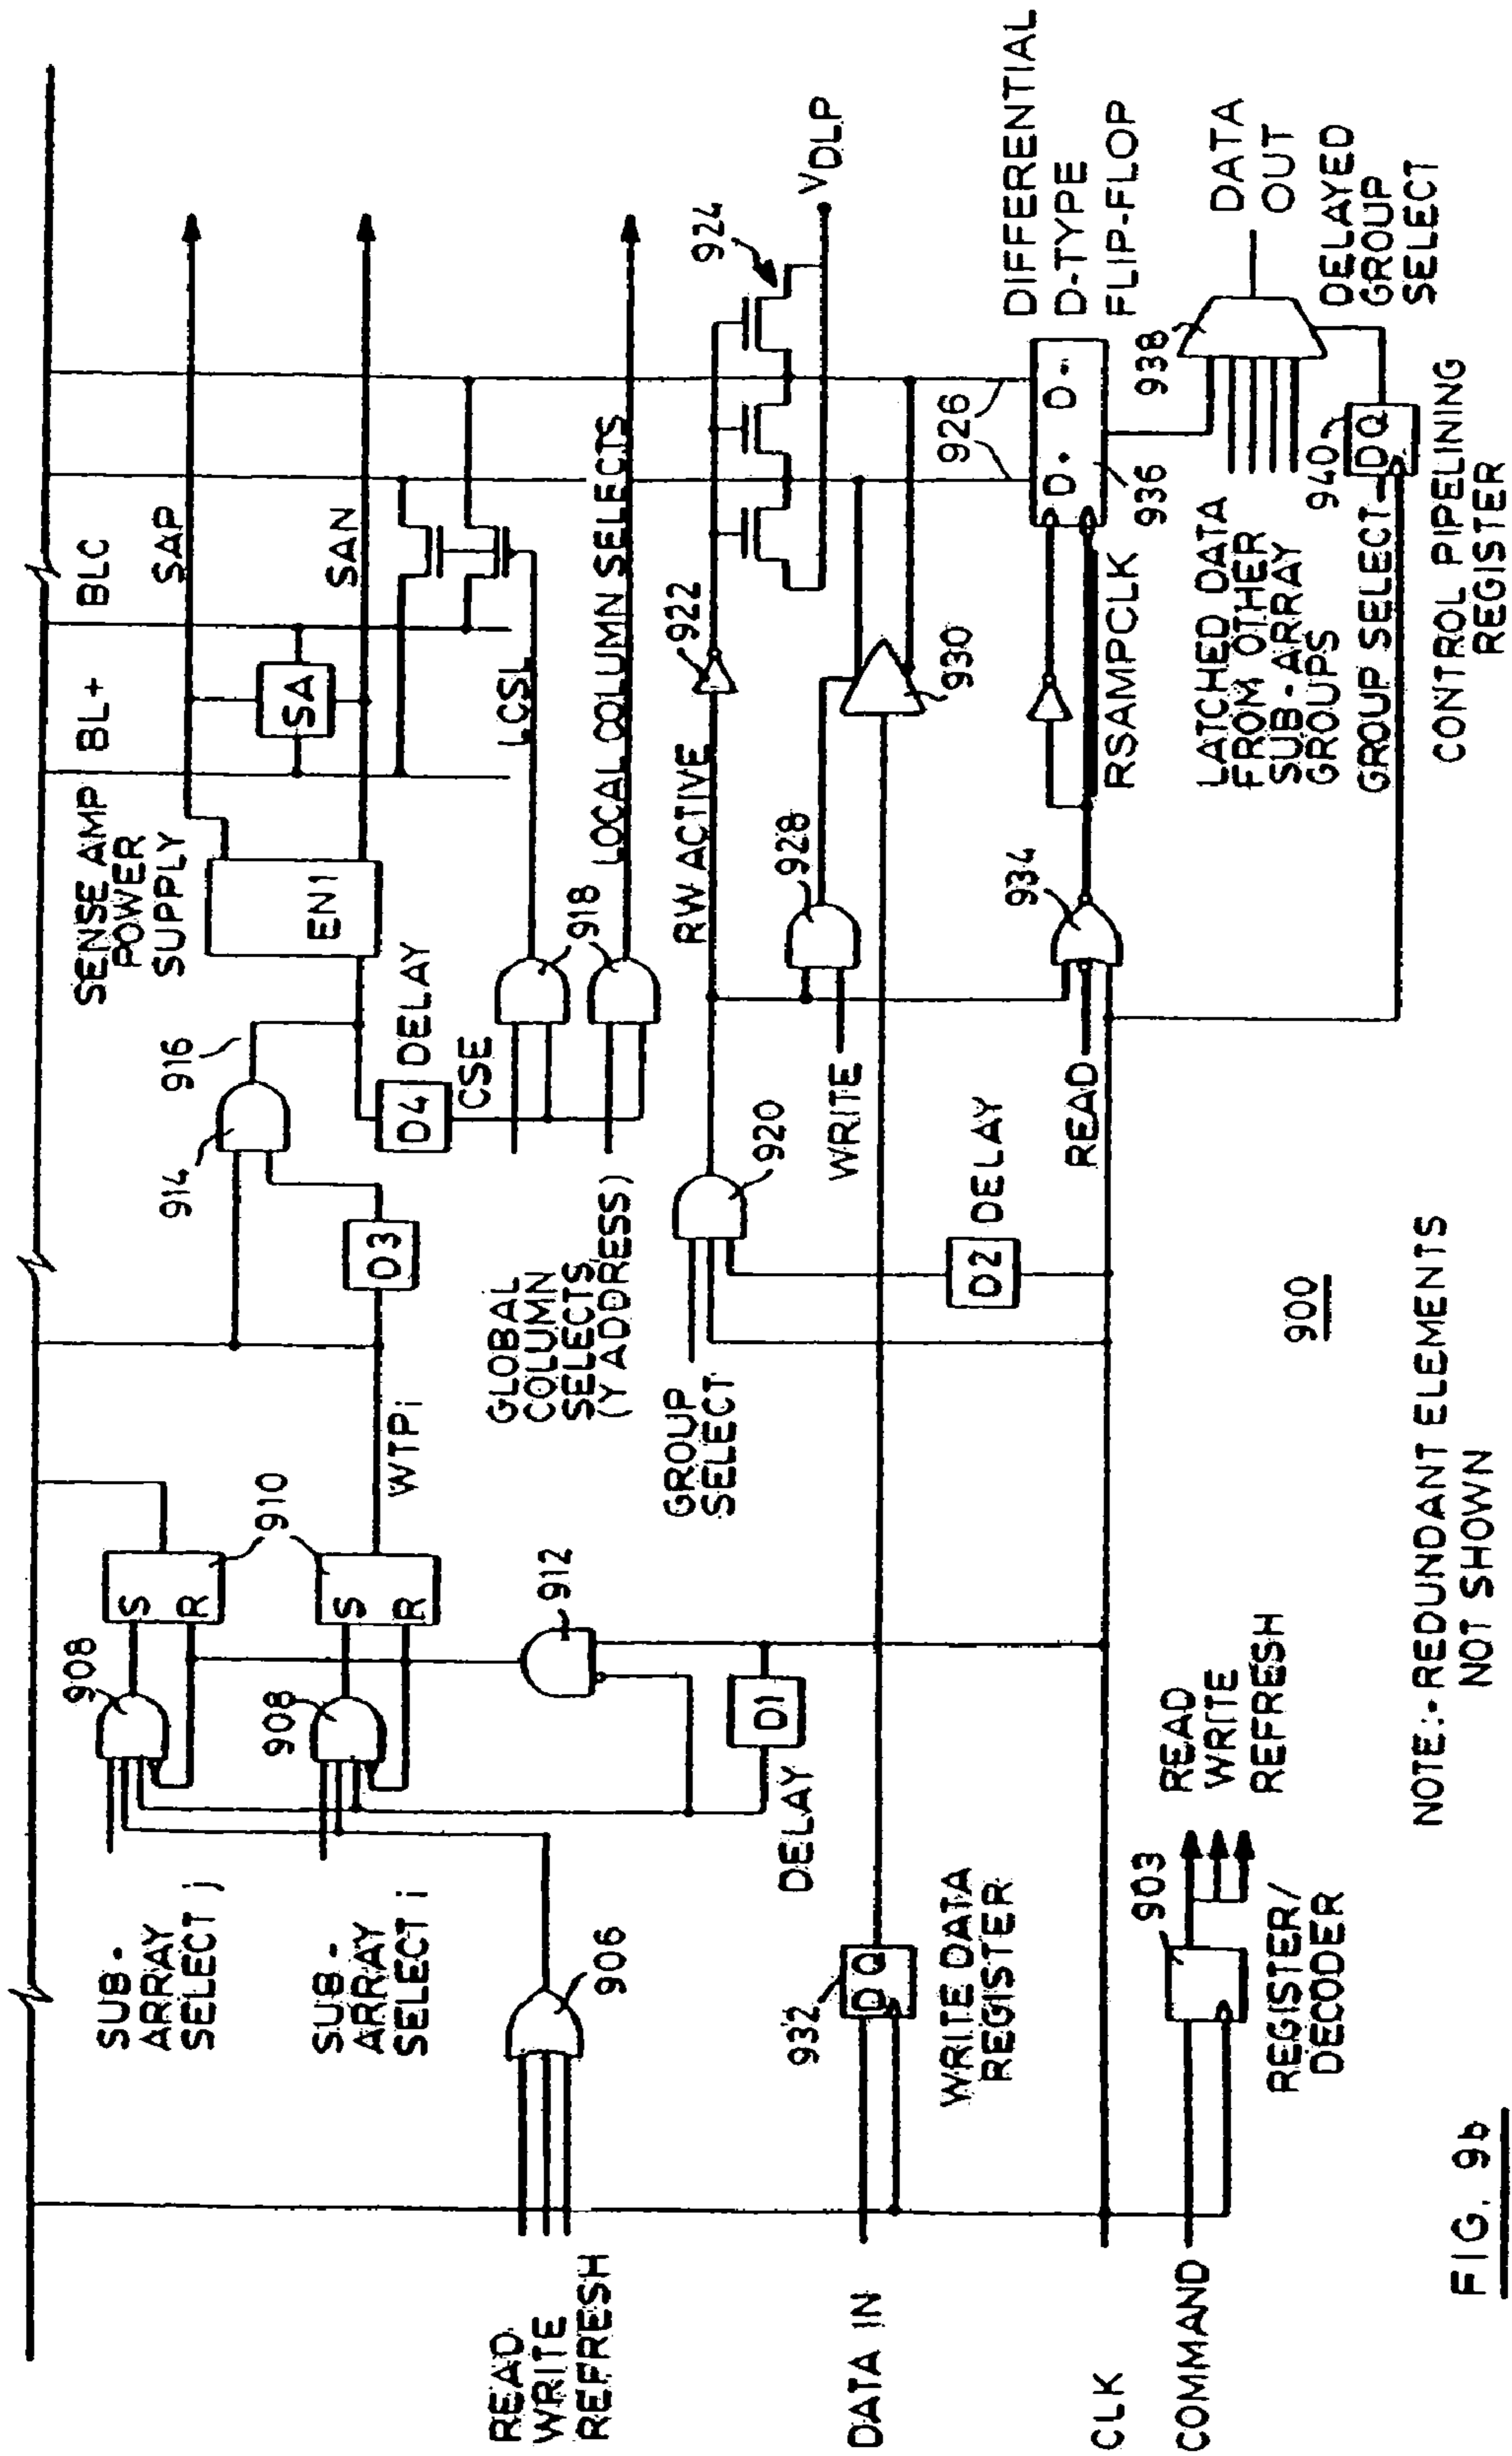 SUB-
ARRAY
SELECT j
908
S
R
910
SUB-
ARRAY
SELECT i
908
S
R
WTPi
D3
914
916
SENSE AMP
POWER
SUPPLY
EN1
BL+
BLC
SA
SAP
SAN
D4
DELAY
CSE
READ
WRITE
REFRESH
906
912
D1
DELAY
GLOBAL
COLUMN
SELECTS
(Y ADDRESS)
918
LCSL
LOCAL COLUMN SELECTS
GROUP
SELECT
920
RW ACTIVE
922
924
VDLP
WRITE
928
930
926
DATA IN
932
D Q
WRITE DATA
REGISTER
D2
DELAY
READ
934
RSAMPCLK
D+
D-
936
DIFFERENTIAL
D-TYPE
FLIP-FLOP
CLK
COMMAND
903
REGISTER/
DECODER
READ
WRITE
REFRESH
LATCHED DATA
FROM OTHER
SUB-ARRAY
GROUPS
938
DATA
OUT
GROUP SELECT
940
D Q
DELAYED
GROUP
SELECT
CONTROL PIPELINING
REGISTER
900
NOTE:-REDUNDANT ELEMENTS
NOT SHOWN
FIG. 9b